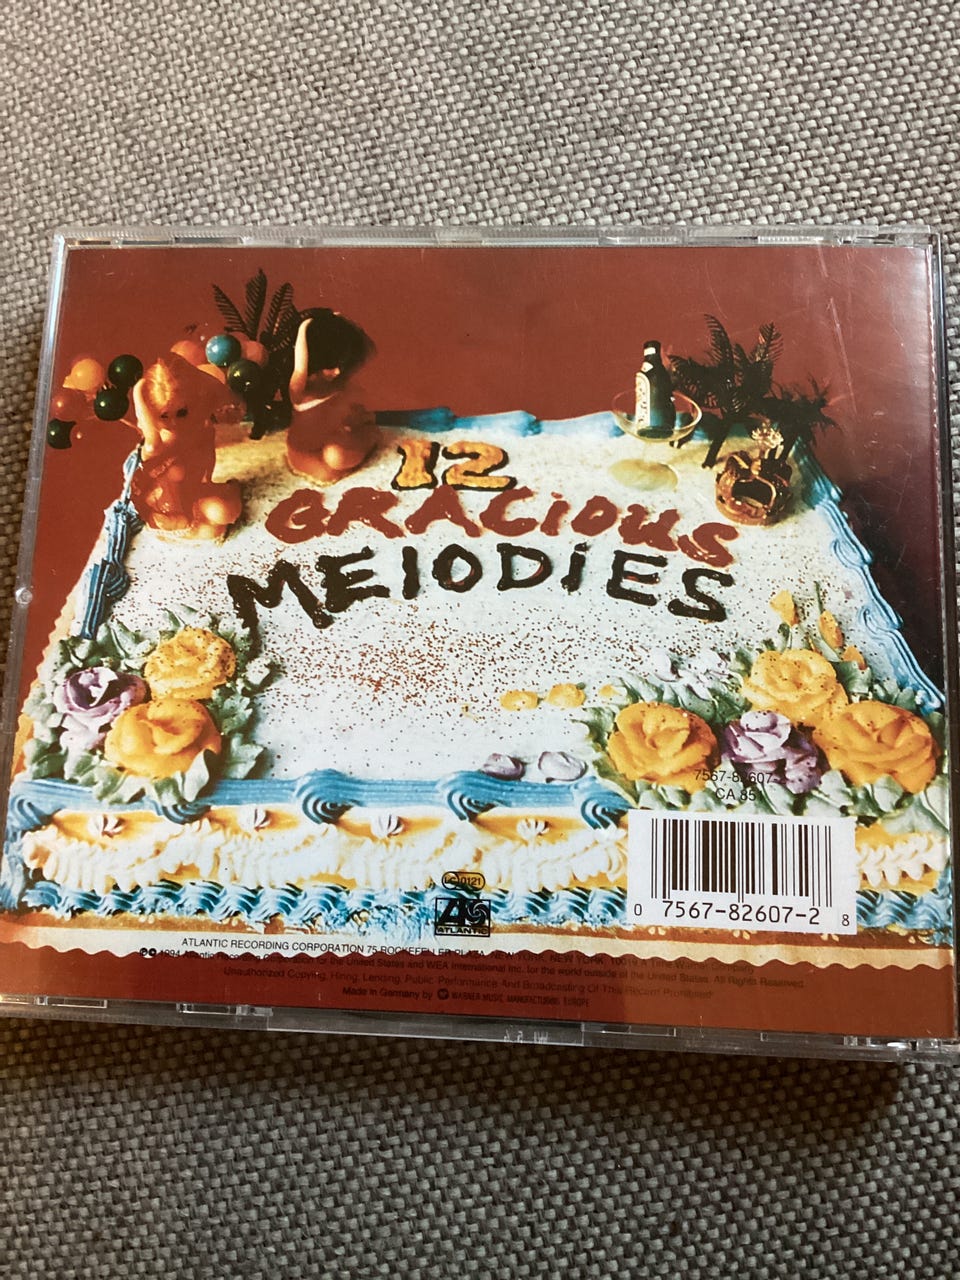 12
GRACiOUS
MElODiES
7567-82607-2
CA 851
0 7567-82607-2 8
LC 0121
ATLANTIC
ATLANTIC RECORDING CORPORATION 75 ROCKEFELLER PLAZA, NEW YORK, NEW YORK, 10019 A Time Warner Company
℗© 1994 Atlantic Recording Corporation for the United States and WEA International Inc. for the world outside of the United States. All Rights Reserved.
Unauthorized Copying, Hiring, Lending, Public Performance And Broadcasting Of This Record Prohibited
Made in Germany by WARNER MUSIC MANUFACTURING EUROPE